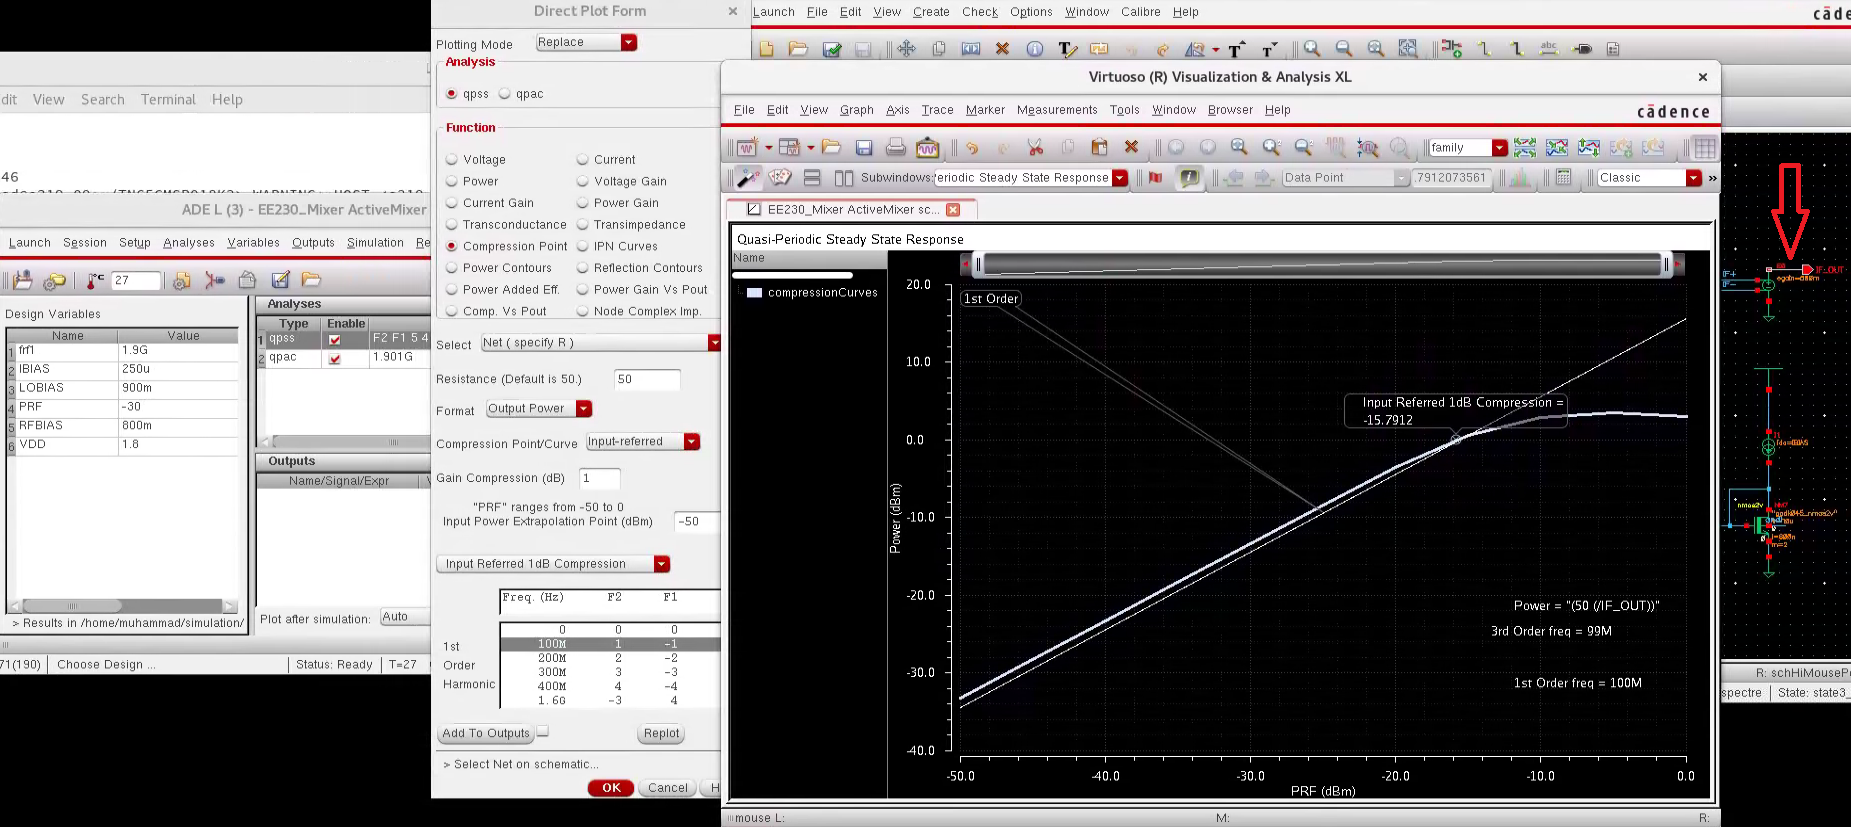 Direct Plot Form
Plotting Mode Replace
Analysis
qpss qpac
Function
Voltage Current
Power Voltage Gain
Current Gain Power Gain
Transconductance Transimpedance
Compression Point IPN Curves
Power Contours Reflection Contours
Power Added Eff. Power Gain Vs Pout
Comp. Vs Pout Node Complex Imp.
Select Net ( specify R )
Resistance (Default is 50.) 50
Format Output Power
Compression Point/Curve Input-referred
Gain Compression (dB) 1
"PRF" ranges from -50 to 0
Input Power Extrapolation Point (dBm) -50
Input Referred 1dB Compression
Freq. (Hz) F2 F1
1st
Order
Harmonic
0 0 0
100M 1 -1
200M 2 -2
300M 3 -3
400M 4 -4
1.6G -3 4
Add To Outputs Replot
> Select Net on schematic...
OK Cancel H
dit View Search Terminal Help
46
ADE L (3) - EE230_Mixer ActiveMixer
Launch Session Setup Analyses Variables Outputs Simulation Re
27
Design Variables
Name Value
1 frf1 1.9G
2 IBIAS 250u
3 LOBIAS 900m
4 PRF -30
5 RFBIAS 800m
6 VDD 1.8
> Results in /home/muhammad/simulation/
Analyses
Type Enable
1 qpss F2 F1 5 4
2 qpac 1.901G
Outputs
Name/Signal/Expr V
Plot after simulation: Auto
71(190) Choose Design ... Status: Ready T=27
Launch File Edit View Create Check Options Window Calibre Help
cāde
Virtuoso (R) Visualization & Analysis XL
File Edit View Graph Axis Trace Marker Measurements Tools Window Browser Help
cādence
family
Subwindows: eriodic Steady State Response Data Point .7912073561 Classic »
EE230_Mixer ActiveMixer sc...
Quasi-Periodic Steady State Response
Name
compressionCurves
1st Order
Input Referred 1dB Compression =
-15.7912
Power = "(50 (/IF_OUT))"
3rd Order freq = 99M
1st Order freq = 100M
Power (dBm)
20.0
10.0
0.0
-10.0
-20.0
-30.0
-40.0
-50.0 -40.0 -30.0 -20.0 -10.0 0.0
PRF (dBm)
mouse L: M: R:
IF_OUT
IF+
IF-
nmos2v
m=2
R: schHiMousePo
spectre State: state3_